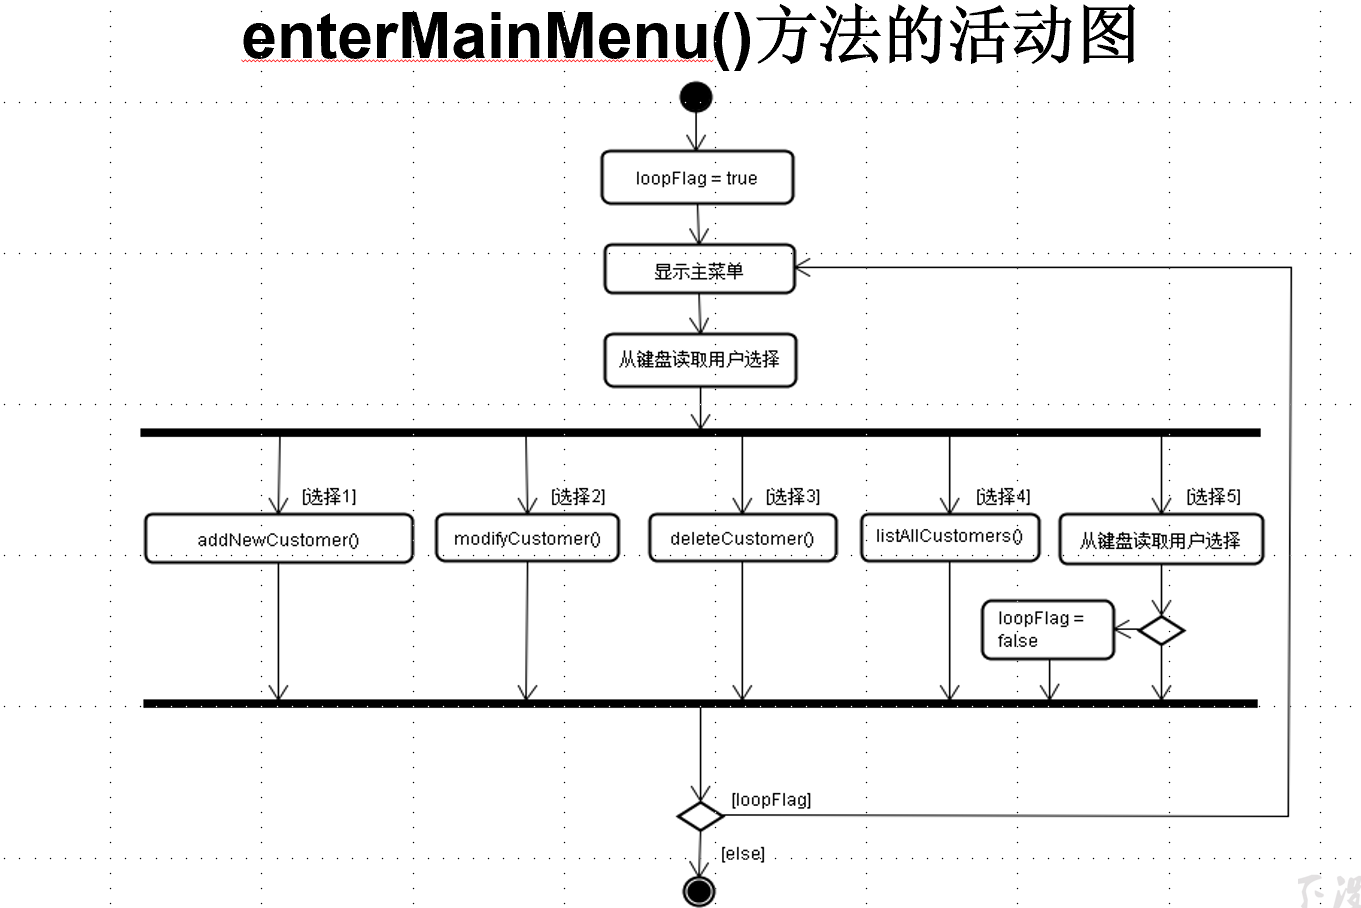 enterMainMenu()方法的活动图
loopFlag = true
显示主菜单
从键盘读取用户选择
[选择1]
[选择2]
[选择3]
[选择4]
[选择5]
addNewCustomer()
modifyCustomer()
deleteCustomer()
listAllCustomers()
从键盘读取用户选择
loopFlag =
false
[loopFlag]
[else]